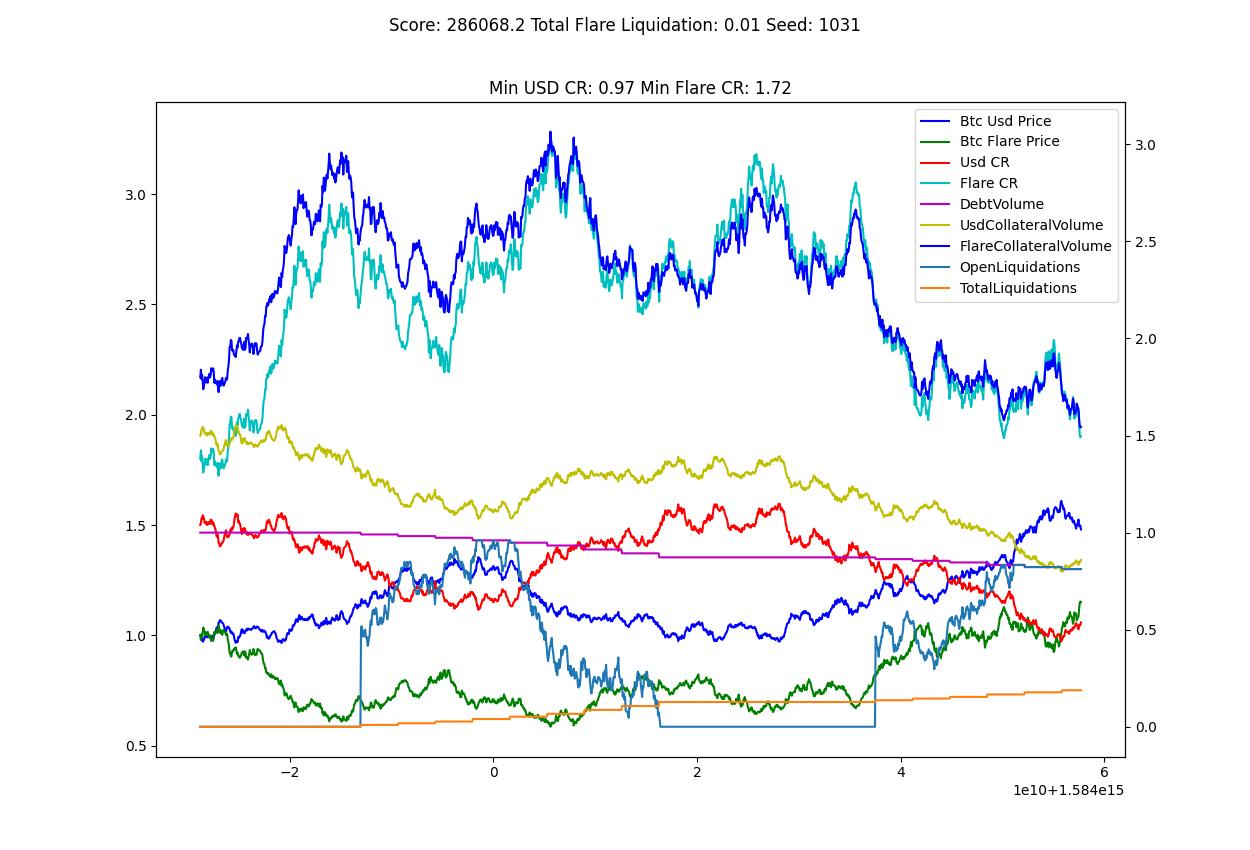 Score: 286068.2 Total Flare Liquidation: 0.01 Seed: 1031
Min USD CR: 0.97 Min Flare CR: 1.72
Btc Usd Price
Btc Flare Price
Usd CR
Flare CR
DebtVolume
UsdCollateralVolume
FlareCollateralVolume
OpenLiquidations
TotalLiquidations
3.0
2.5
2.0
1.5
1.0
0.5
3.0
2.5
2.0
1.5
1.0
0.5
0.0
−2 0 2 4 6
1e10+1.584e15